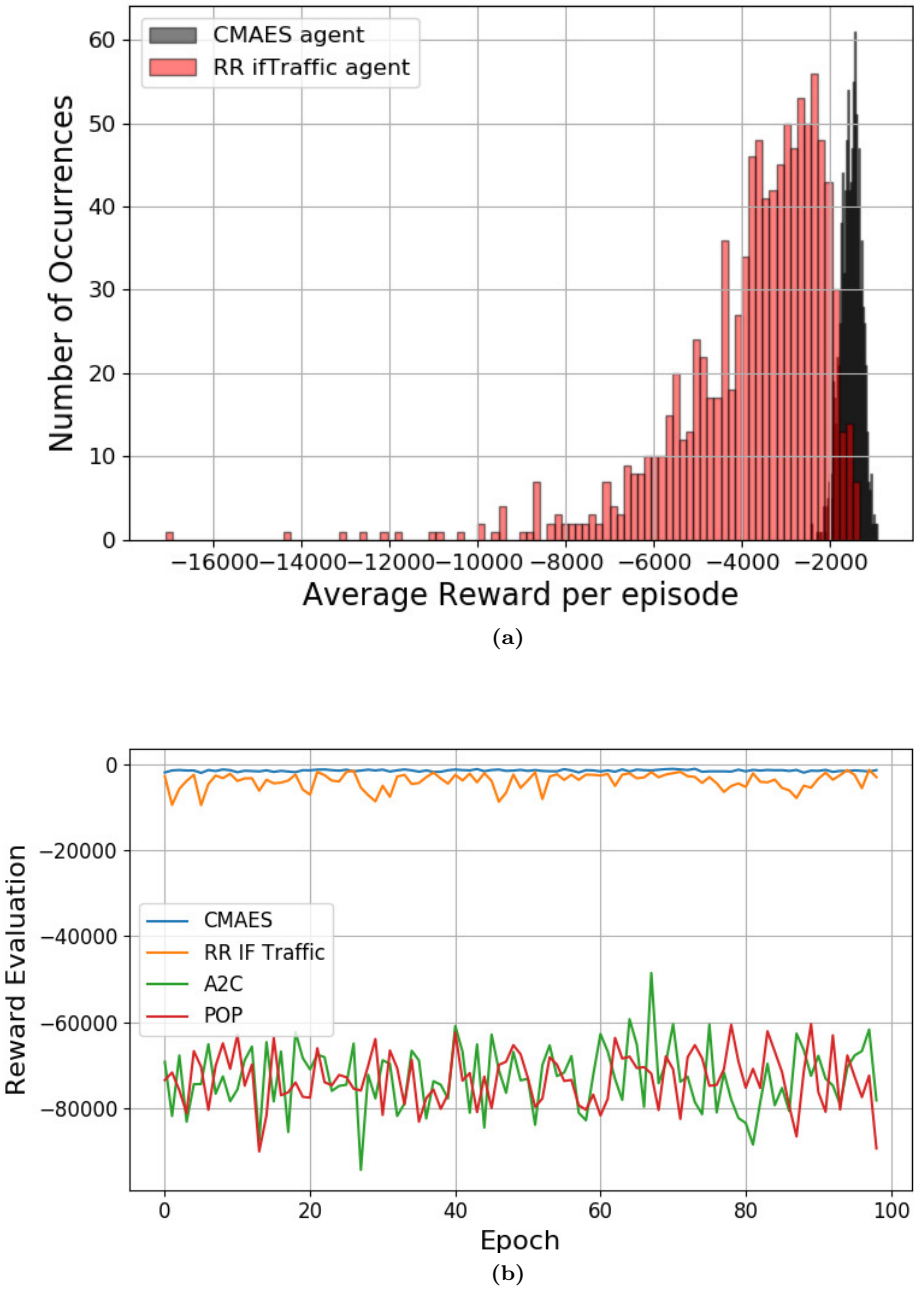 CMAES agent
RR ifTraffic agent
60
50
40
30
20
10
0
Number of Occurrences
−16000 −14000 −12000 −10000 −8000 −6000 −4000 −2000
Average Reward per episode
(a)
0
−20000
−40000
−60000
−80000
Reward Evaluation
CMAES
RR IF Traffic
A2C
POP
0 20 40 60 80 100
Epoch
(b)